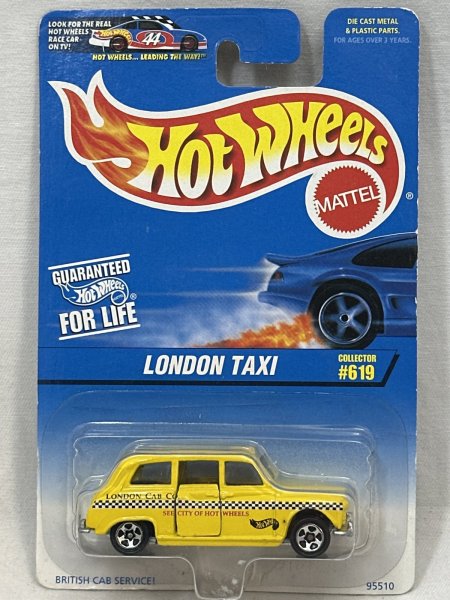 LOOK FOR THE REAL
HOT WHEELS
RACE CAR
ON TV!
44
HOT WHEELS... LEADING THE WAY!™
DIE CAST METAL
& PLASTIC PARTS.
FOR AGES OVER 3 YEARS.
HOT WHEELS
MATTEL
®
GUARANTEED
HOT WHEELS ®
FOR LIFE
LONDON TAXI
COLLECTOR
#619
LONDON CAB CO
SEE CITY OF HOT WHEELS
HOT WHEELS
BRITISH CAB SERVICE!
95510